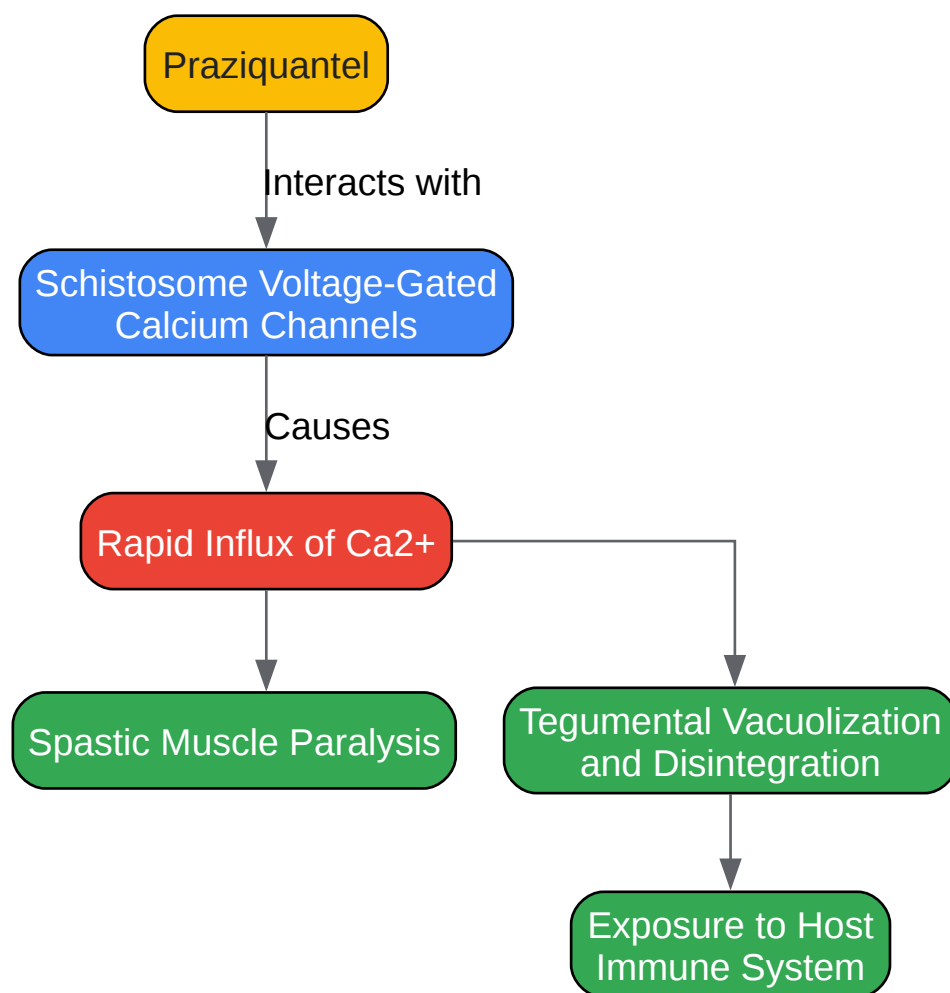 Praziquantel
Interacts with
Schistosome Voltage-Gated
Calcium Channels
Causes
Rapid Influx of Ca2+
Spastic Muscle Paralysis
Tegumental Vacuolization
and Disintegration
Exposure to Host
Immune System